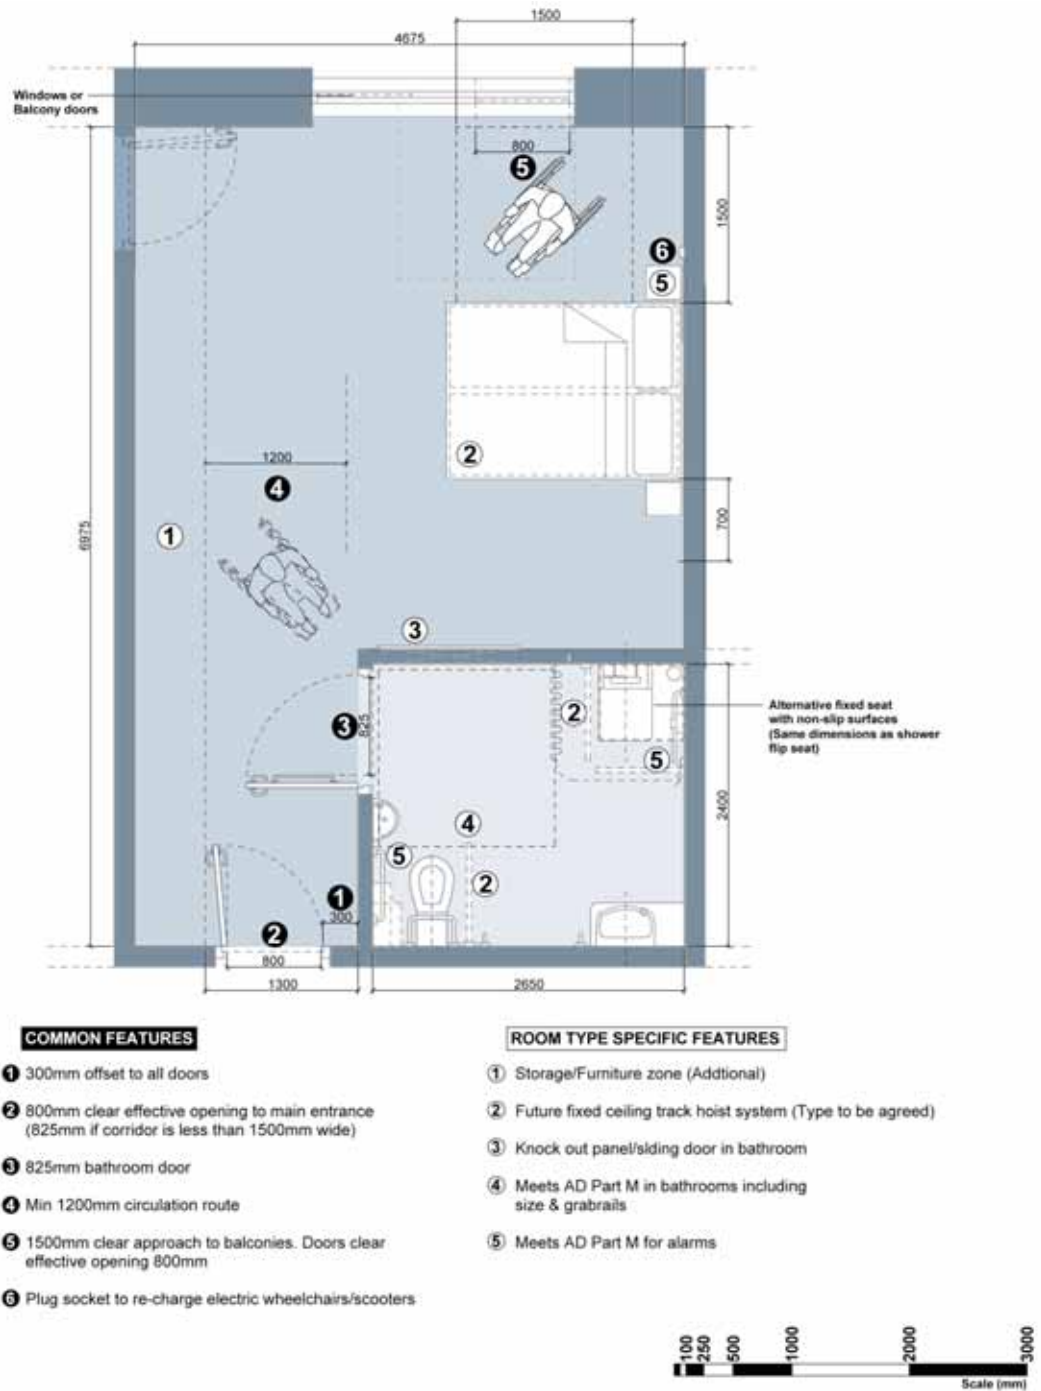 1500
4675
Windows or
Balcony doors
800
5
1500
6
5
2
1200
4
6975
1
700
3
3
825
2
Alternative fixed seat
with non-slip surfaces
(Same dimensions as shower
flip seat)
5
2400
4
5
2
1
300
2
800
1300
2650
COMMON FEATURES
1 300mm offset to all doors
2 800mm clear effective opening to main entrance
(825mm if corridor is less than 1500mm wide)
3 825mm bathroom door
4 Min 1200mm circulation route
5 1500mm clear approach to balconies. Doors clear
effective opening 800mm
6 Plug socket to re-charge electric wheelchairs/scooters
ROOM TYPE SPECIFIC FEATURES
1 Storage/Furniture zone (Addtional)
2 Future fixed ceiling track hoist system (Type to be agreed)
3 Knock out panel/slding door in bathroom
4 Meets AD Part M in bathrooms including
size & grabrails
5 Meets AD Part M for alarms
100 250 500 1000 2000 3000
Scale (mm)